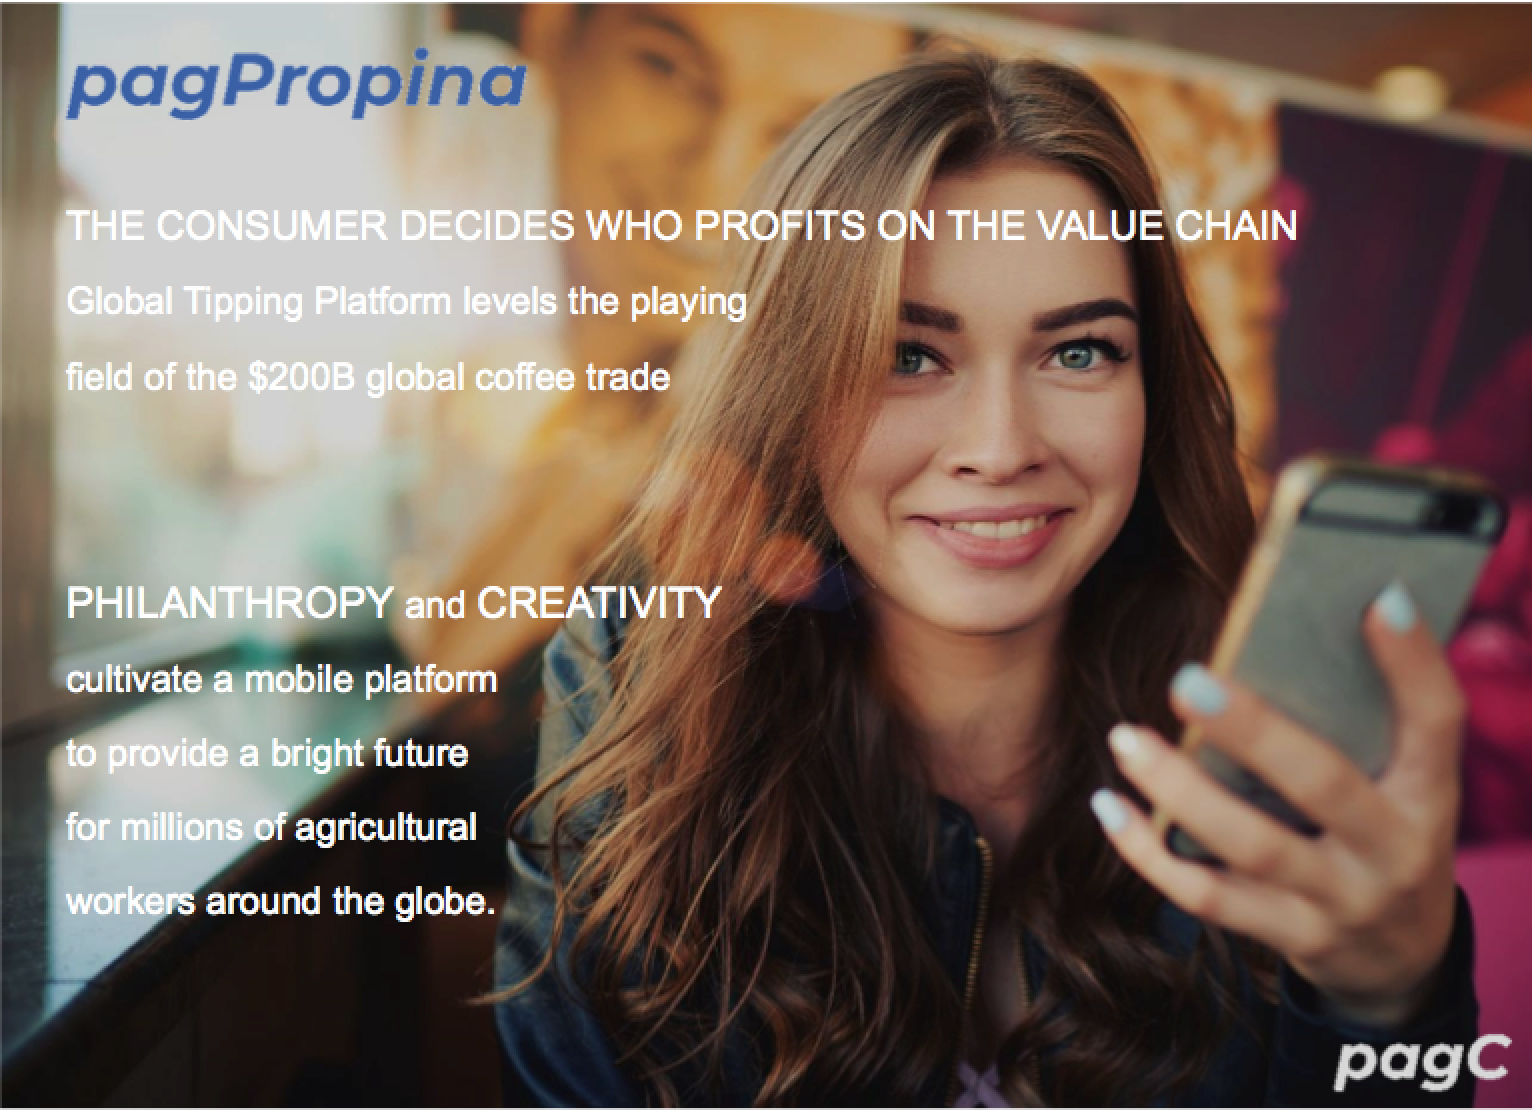 pagPropina
THE CONSUMER DECIDES WHO PROFITS ON THE VALUE CHAIN
Global Tipping Platform levels the playing
field of the $200B global coffee trade
PHILANTHROPY and CREATIVITY
cultivate a mobile platform
to provide a bright future
for millions of agricultural
workers around the globe.
pagC